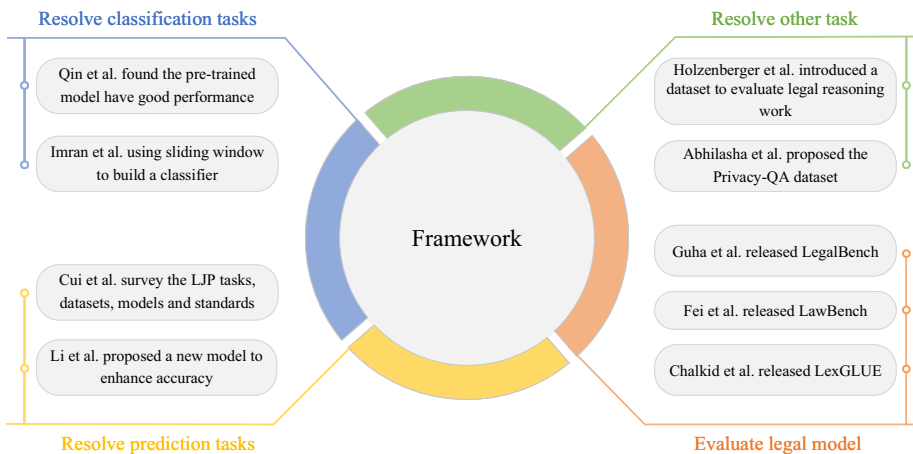 Resolve classification tasks
Qin et al. found the pre-trained
model have good performance
Imran et al. using sliding window
to build a classifier
Cui et al. survey the LJP tasks,
datasets, models and standards
Li et al. proposed a new model to
enhance accuracy
Resolve prediction tasks
Framework
Resolve other task
Holzenberger et al. introduced a
dataset to evaluate legal reasoning
work
Abhilasha et al. proposed the
Privacy-QA dataset
Guha et al. released LegalBench
Fei et al. released LawBench
Chalkid et al. released LexGLUE
Evaluate legal model